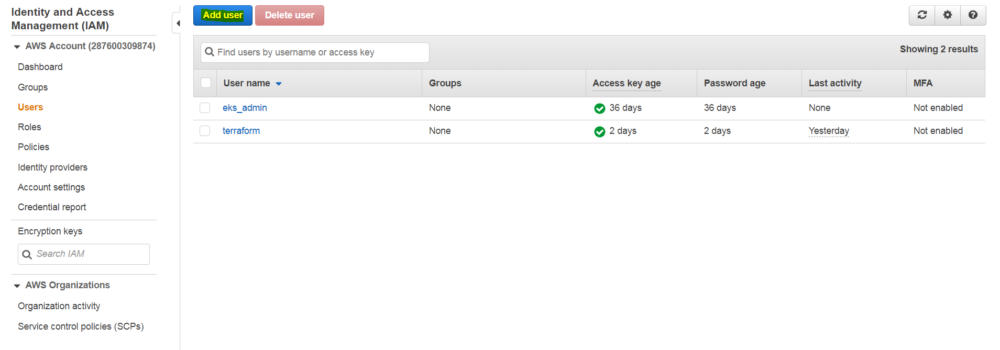 Identity and Access
Management (IAM)
AWS Account (287600309874)
Dashboard
Groups
Users
Roles
Policies
Identity providers
Account settings
Credential report
Encryption keys
Search IAM
AWS Organizations
Organization activity
Service control policies (SCPs)
Add user Delete user
Find users by username or access key Showing 2 results
User name Groups Access key age Password age Last activity MFA
eks_admin None 36 days 36 days None Not enabled
terraform None 2 days 2 days Yesterday Not enabled